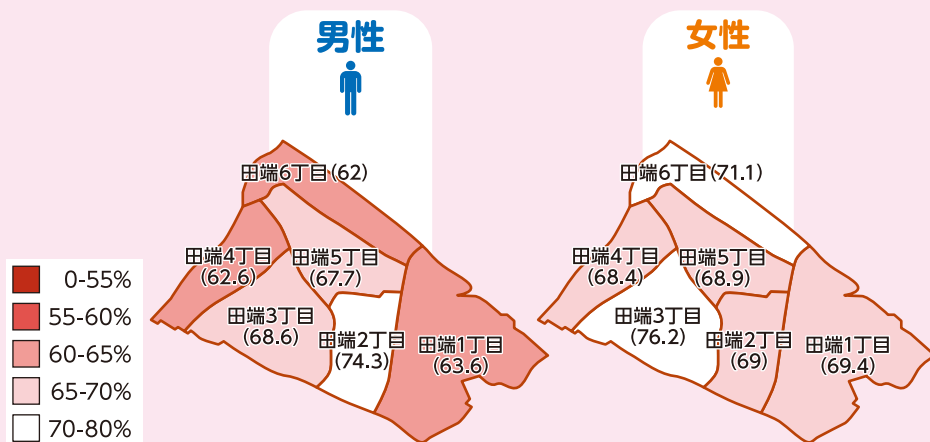 男性
田端6丁目(62)
田端4丁目
(62.6)
田端5丁目
(67.7)
田端3丁目
(68.6)
田端2丁目
(74.3)
田端1丁目
(63.6)
女性
田端6丁目(71.1)
田端4丁目
(68.4)
田端5丁目
(68.9)
田端3丁目
(76.2)
田端2丁目
(69)
田端1丁目
(69.4)
0-55%
55-60%
60-65%
65-70%
70-80%